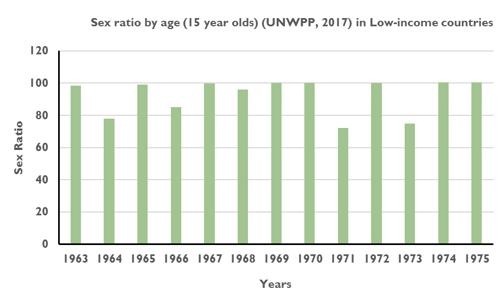 Sex ratio by age (15 year olds) (UNWPP, 2017) in Low-income countries
120
100
80
60
40
20
0
Sex Ratio
1963 1964 1965 1966 1967 1968 1969 1970 1971 1972 1973 1974 1975
Years